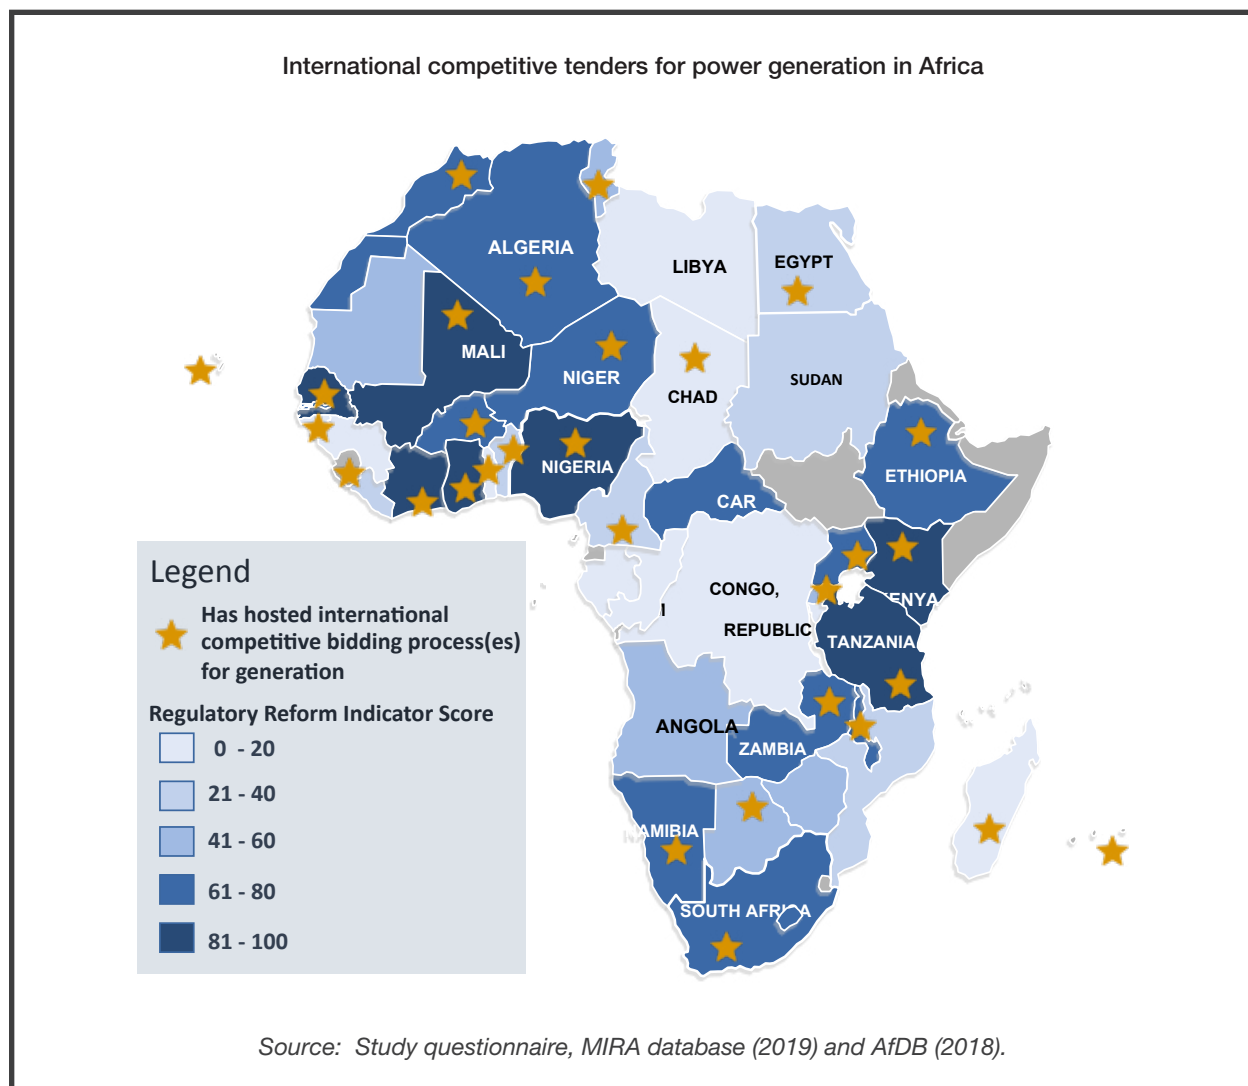 International competitive tenders for power generation in Africa
ALGERIA
LIBYA
EGYPT
MALI
NIGER
CHAD
SUDAN
NIGERIA
ETHIOPIA
CAR
CONGO,
REPUBLIC
I
KENYA
TANZANIA
ANGOLA
ZAMBIA
NAMIBIA
SOUTH AFRICA
Legend
Has hosted international
competitive bidding process(es)
for generation
Regulatory Reform Indicator Score
0 - 20
21 - 40
41 - 60
61 - 80
81 - 100
Source: Study questionnaire, MIRA database (2019) and AfDB (2018).